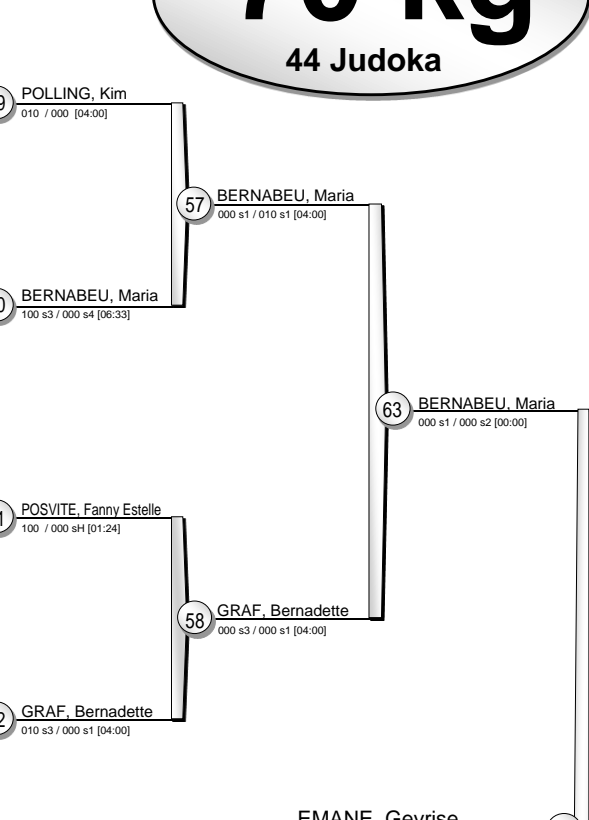 70 kg
44 Judoka
POLLING, Kim
010 / 000 [04:00]
57
BERNABEU, Maria
000 s1 / 010 s1 [04:00]
BERNABEU, Maria
100 s3 / 000 s4 [06:33]
63
BERNABEU, Maria
000 s1 / 000 s2 [00:00]
POSVITE, Fanny Estelle
100 / 000 sH [01:24]
58
GRAF, Bernadette
000 s3 / 000 s1 [04:00]
GRAF, Bernadette
010 s3 / 000 s1 [04:00]
EMANE, Gevrise